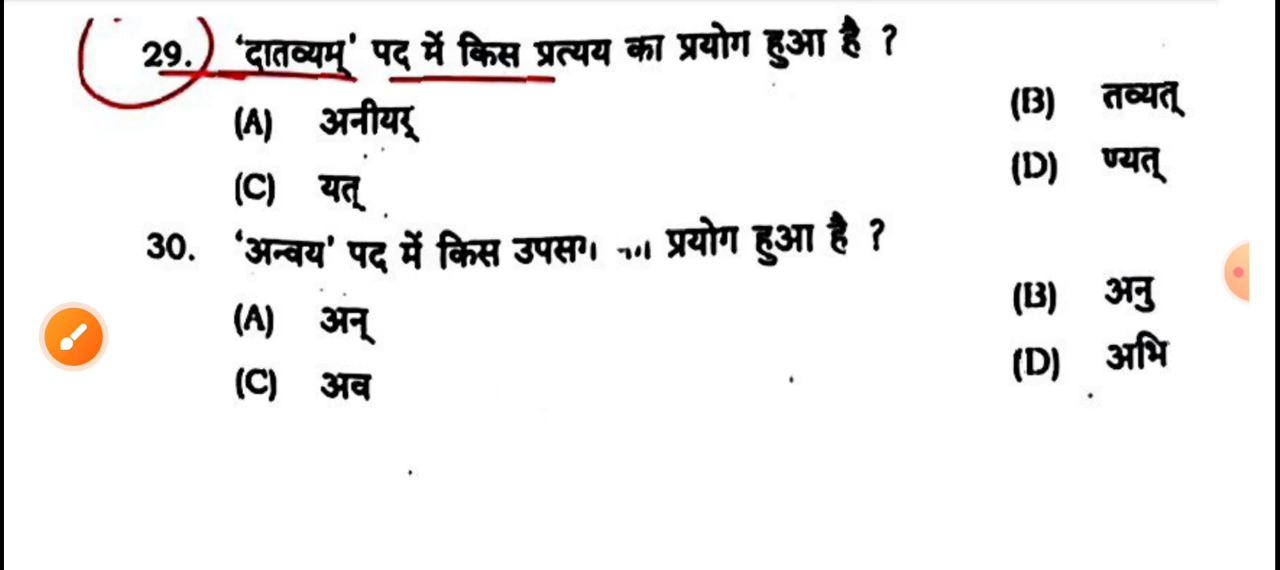 29. 'दातव्यम्' पद में किस प्रत्यय का प्रयोग हुआ है ?
(A) अनीयर् (B) तव्यत्
(C) यत् (D) ण्यत्
30. 'अन्वय' पद में किस प्रयोग हुआ है ?
(A) अन् (B) अनु
(C) अव (D) अभि